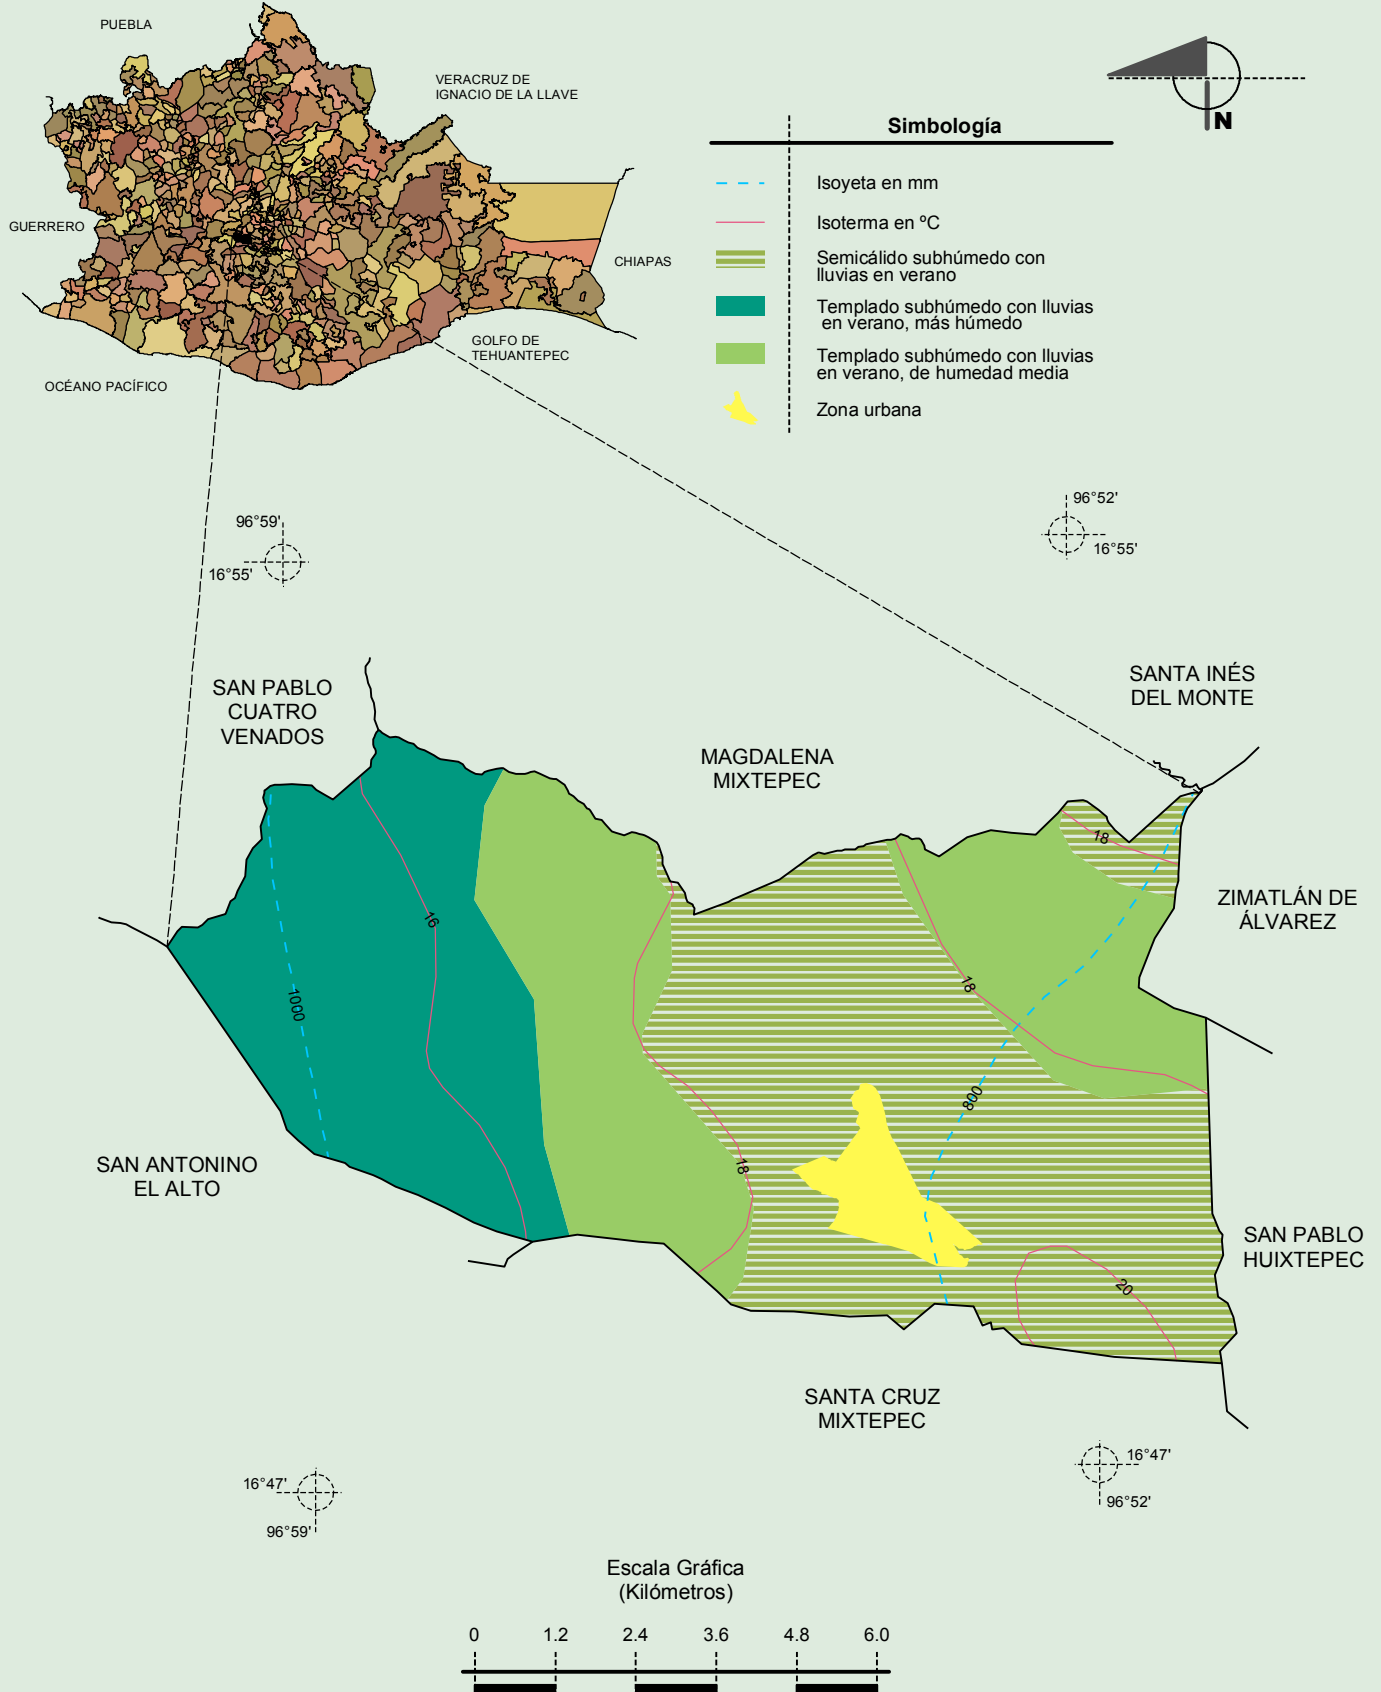 PUEBLA
VERACRUZ DE
IGNACIO DE LA LLAVE
GUERRERO
CHIAPAS
GOLFO DE
TEHUANTEPEC
OCÉANO PACÍFICO
N
Simbología
Isoyeta en mm
Isoterma en ºC
Semicálido subhúmedo con
lluvias en verano
Templado subhúmedo con lluvias
en verano, más húmedo
Templado subhúmedo con lluvias
en verano, de humedad media
Zona urbana
96°59'
16°55'
96°52'
16°55'
SAN PABLO
CUATRO
VENADOS
MAGDALENA
MIXTEPEC
SANTA INÉS
DEL MONTE
ZIMATLÁN DE
ÁLVAREZ
18
16
18
1000
800
18
SAN ANTONINO
EL ALTO
SAN PABLO
HUIXTEPEC
20
SANTA CRUZ
MIXTEPEC
16°47'
96°59'
16°47'
96°52'
Escala Gráfica
(Kilómetros)
0 1.2 2.4 3.6 4.8 6.0